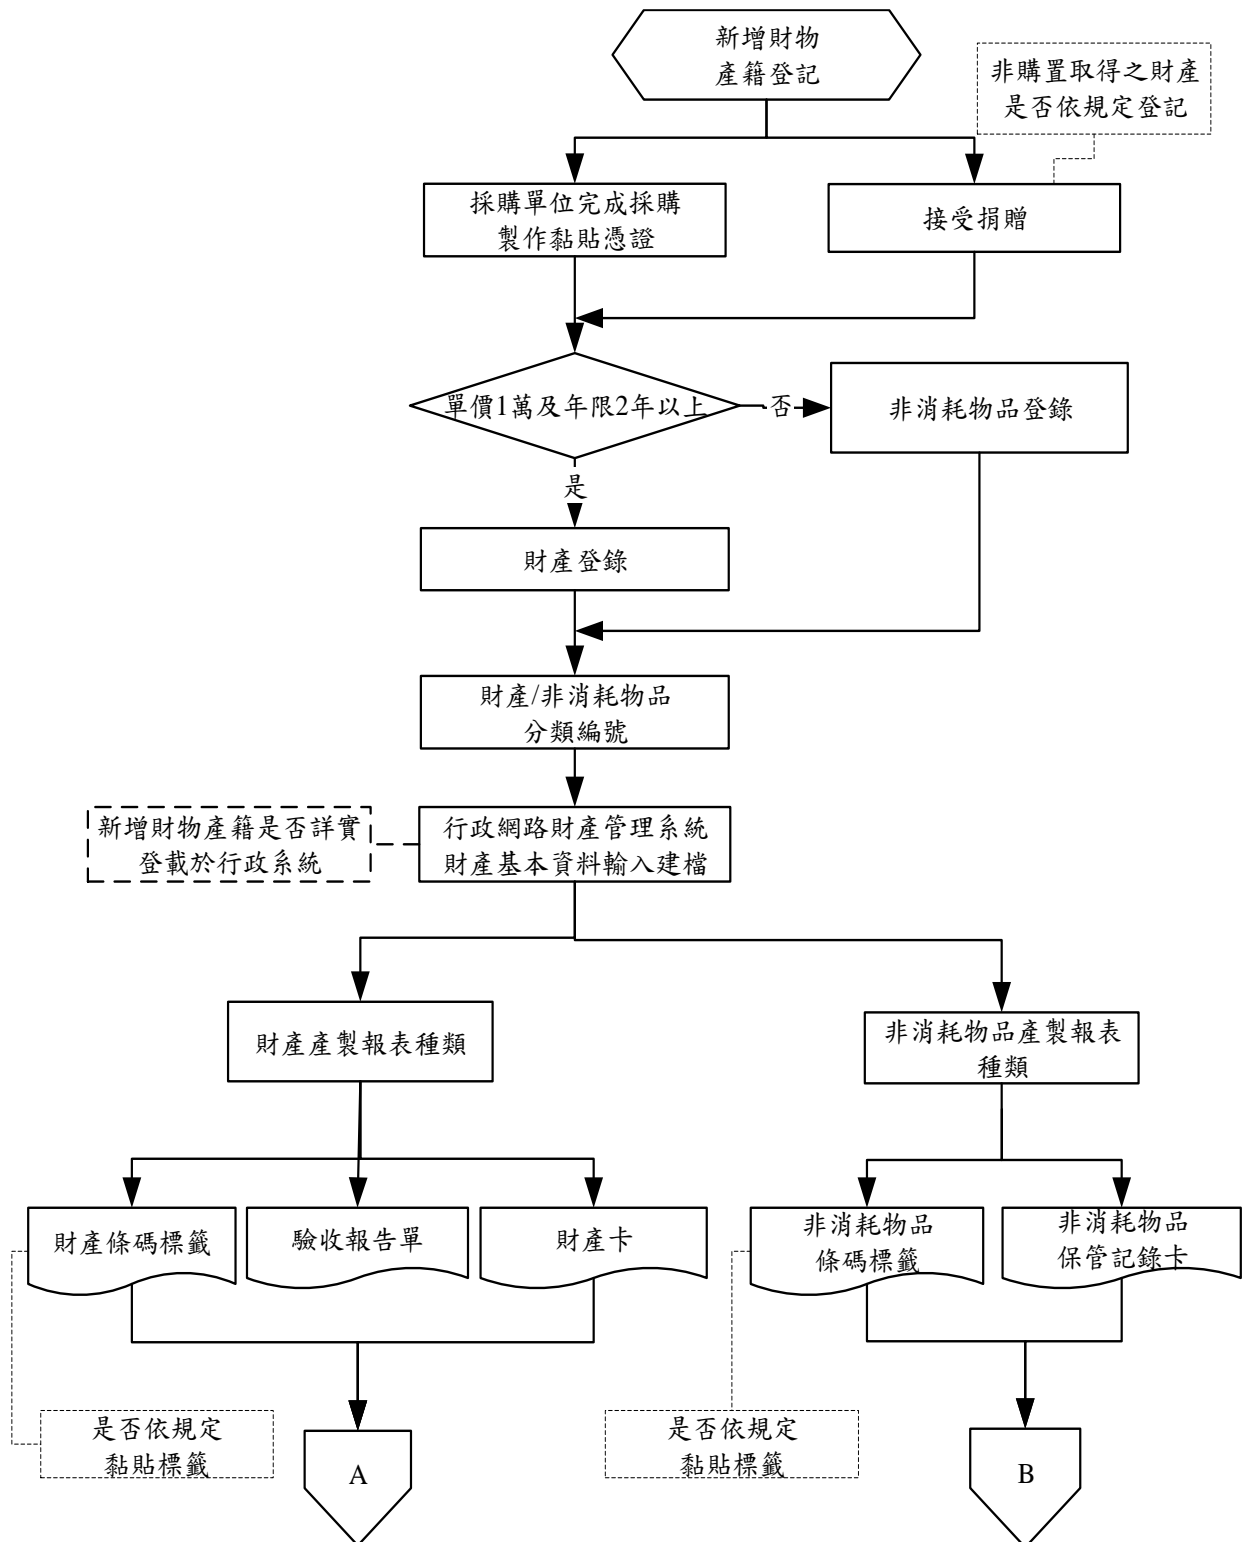 新增財物
產籍登記
非購置取得之財產
是否依規定登記
採購單位完成採購
製作黏貼憑證
接受捐贈
單價1萬及年限2年以上
否
非消耗物品登錄
是
財產登錄
財產/非消耗物品
分類編號
新增財物產籍是否詳實
登載於行政系統
行政網路財產管理系統
財產基本資料輸入建檔
財產產製報表種類
非消耗物品產製報表
種類
財產條碼標籤
驗收報告單
財產卡
非消耗物品
條碼標籤
非消耗物品
保管記錄卡
是否依規定
黏貼標籤
A
是否依規定
黏貼標籤
B